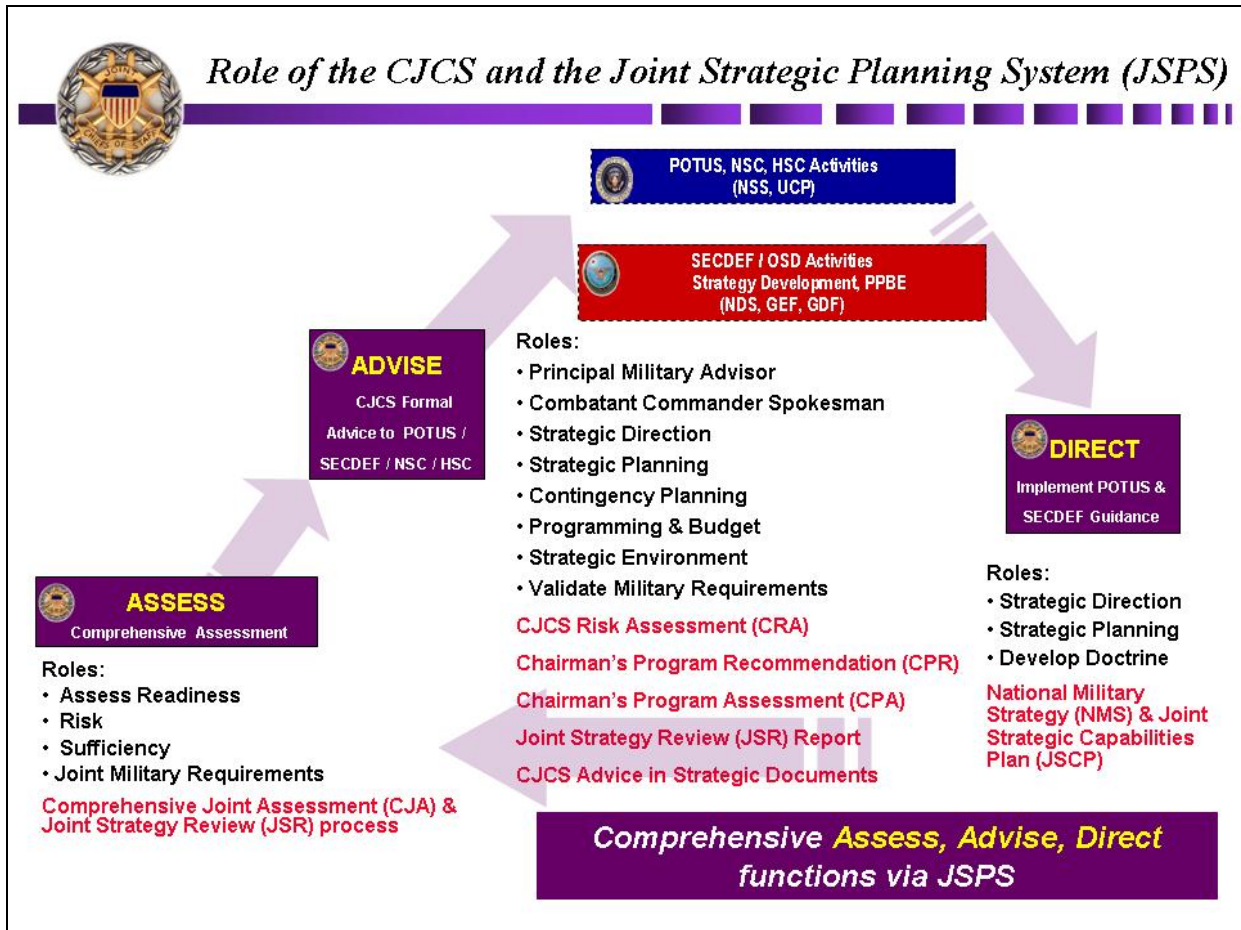 Role of the CJCS and the Joint Strategic Planning System (JSPS)
JOINT
CHIEFS OF STAFF
POTUS, NSC, HSC Activities
(NSS, UCP)
SECDEF / OSD Activities
Strategy Development, PPBE
(NDS, GEF, GDF)
ADVISE
CJCS Formal
Advice to POTUS /
SECDEF / NSC / HSC
Roles:
• Principal Military Advisor
• Combatant Commander Spokesman
• Strategic Direction
• Strategic Planning
• Contingency Planning
• Programming & Budget
• Strategic Environment
• Validate Military Requirements
CJCS Risk Assessment (CRA)
Chairman's Program Recommendation (CPR)
Chairman's Program Assessment (CPA)
Joint Strategy Review (JSR) Report
CJCS Advice in Strategic Documents
DIRECT
Implement POTUS &
SECDEF Guidance
Roles:
• Strategic Direction
• Strategic Planning
• Develop Doctrine
National Military
Strategy (NMS) & Joint
Strategic Capabilities
Plan (JSCP)
ASSESS
Comprehensive Assessment
Roles:
• Assess Readiness
• Risk
• Sufficiency
• Joint Military Requirements
Comprehensive Joint Assessment (CJA) &
Joint Strategy Review (JSR) process
Comprehensive Assess, Advise, Direct
functions via JSPS